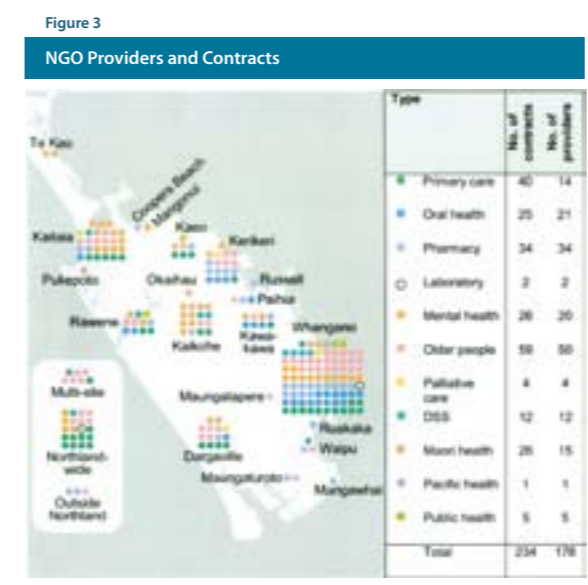 Figure 3
NGO Providers and Contracts
Te Kao
Coopers Beach
Mangonui
Kaitaia
Kaeo
Kerikeri
Pukepoto
Okaihau
Russell
Paihia
Rawene
Kaikohe
Kawa-
kawa
Whangarei
Multi-site
Maungatapere
Northland-
wide
Dargaville
Ruakaka
Waipu
Maungaturoto
Mangawhai
Outside
Northland
Type
No. of
contracts
No. of
providers
Primary care 40 14
Oral health 25 21
Pharmacy 34 34
Laboratory 2 2
Mental health 26 20
Older people 59 50
Palliative
care 4 4
DSS 12 12
Maori health 26 15
Pacific health 1 1
Public health 5 5
Total 234 178